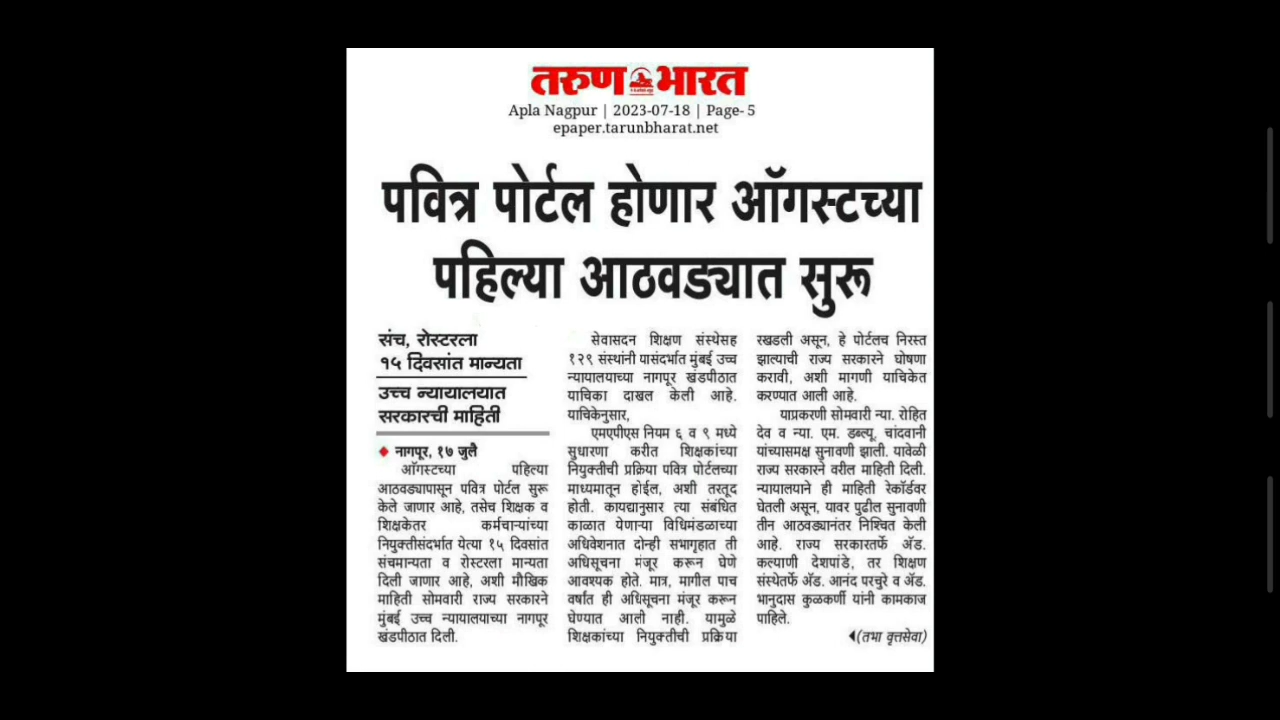 तरुण भारत
Apla Nagpur | 2023-07-18 | Page- 5
epaper.tarunbharat.net
पवित्र पोर्टल होणार ऑगस्टच्या
पहिल्या आठवड्यात सुरू
संच, रोस्टरला
१५ दिवसांत मान्यता
उच्च न्यायालयात
सरकारची माहिती
नागपूर, १७ जुलै
ऑगस्टच्या पहिल्या
आठवड्यापासून पवित्र पोर्टल सुरू
केले जाणार आहे, तसेच शिक्षक व
शिक्षकेतर कर्मचाऱ्यांच्या
नियुक्तीसंदर्भात येत्या १५ दिवसांत
संचमान्यता व रोस्टरला मान्यता
दिली जाणार आहे, अशी मौखिक
माहिती सोमवारी राज्य सरकारने
मुंबई उच्च न्यायालयाच्या नागपूर
खंडपीठात दिली.
सेवासदन शिक्षण संस्थेसह
१२९ संस्थांनी यासंदर्भात मुंबई उच्च
न्यायालयाच्या नागपूर खंडपीठात
याचिका दाखल केली आहे.
याचिकेनुसार,
एमएपीएस नियम ६ व ९ मध्ये
सुधारणा करीत शिक्षकांच्या
नियुक्तीची प्रक्रिया पवित्र पोर्टलच्या
माध्यमातून होईल, अशी तरतूद
होती. कायद्यानुसार त्या संबंधित
काळात येणाऱ्या विधिमंडळाच्या
अधिवेशनात दोन्ही सभागृहात ती
अधिसूचना मंजूर करून घेणे
आवश्यक होते. मात्र, मागील पाच
वर्षांत ही अधिसूचना मंजूर करून
घेण्यात आली नाही. यामुळे
शिक्षकांच्या नियुक्तीची प्रक्रिया
रखडली असून, हे पोर्टलच निरस्त
झाल्याची राज्य सरकारने घोषणा
करावी, अशी मागणी याचिकेत
करण्यात आली आहे.
याप्रकरणी सोमवारी न्या. रोहित
देव व न्या. एम. डब्ल्यू. चांदवानी
यांच्यासमक्ष सुनावणी झाली. यावेळी
राज्य सरकारने वरील माहिती दिली.
न्यायालयाने ही माहिती रेकॉर्डवर
घेतली असून, यावर पुढील सुनावणी
तीन आठवड्यानंतर निश्चित केली
आहे. राज्य सरकारतर्फे अ‍ॅड.
कल्याणी देशपांडे, तर शिक्षण
संस्थेतर्फे अ‍ॅड. आनंद परचुरे व अ‍ॅड.
भानुदास कुळकर्णी यांनी कामकाज
पाहिले.
(तभा वृत्तसेवा)